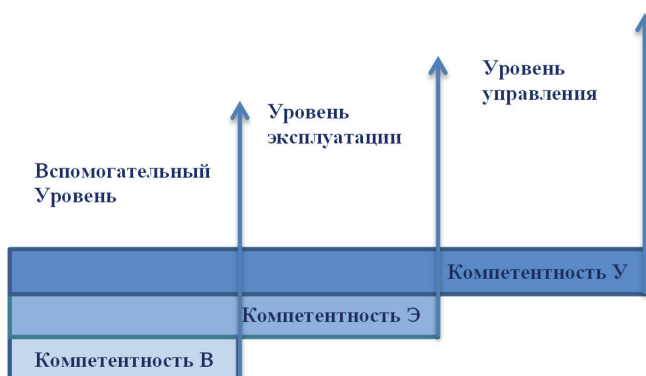 Уровень
управления
Уровень
эксплуатации
Вспомогательный
Уровень
Компетентность У
Компетентность Э
Компетентность В